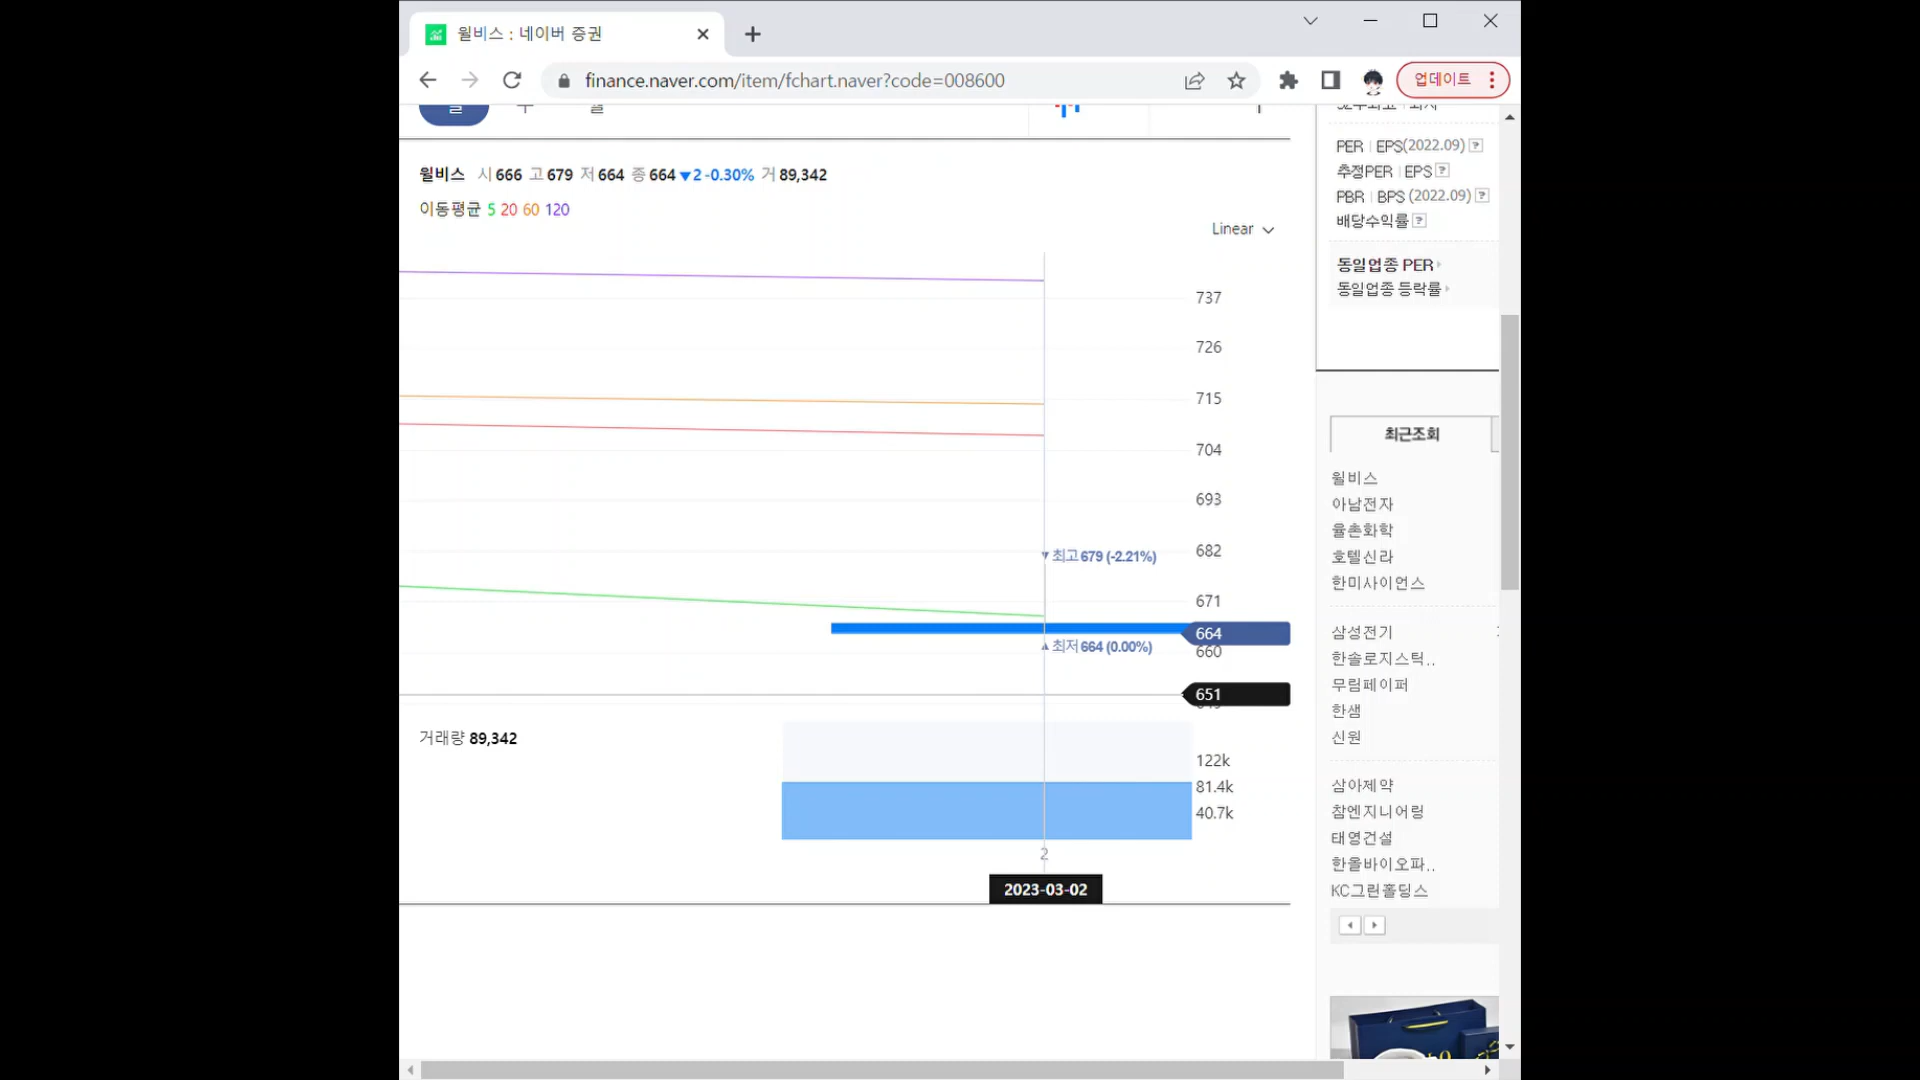 월비스 : 네이버 증권
finance.naver.com/item/fchart.naver?code=008600
업데이트
월비스 시 666 고 679 저 664 종 664 ▼2 -0.30% 거 89,342
이동평균 5 20 60 120
Linear
737
726
715
704
693
682
671
660
최고 679 (-2.21%)
664
최저 664 (0.00%)
651
거래량 89,342
122k
81.4k
40.7k
2
2023-03-02
PER | EPS(2022.09) ?
추정PER | EPS ?
PBR | BPS (2022.09) ?
배당수익률 ?
동일업종 PER
동일업종 등락률
최근조회
월비스
아남전자
율촌화학
호텔신라
한미사이언스
삼성전기
한솔로지스틱..
무림페이퍼
한샘
신원
삼아제약
참엔지니어링
태영건설
한올바이오파..
KC그린홀딩스